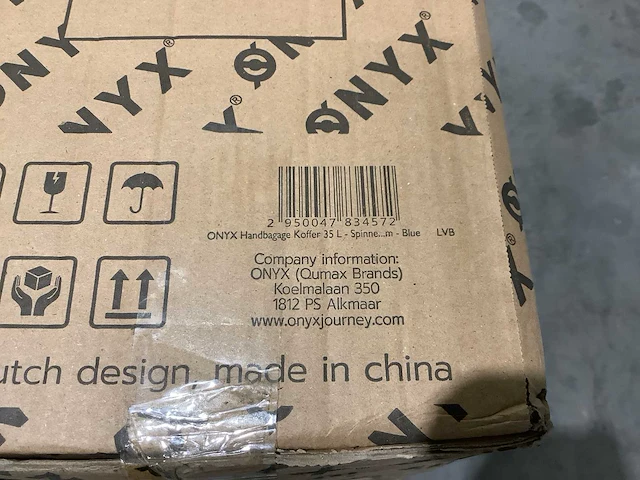 ONYX®
NYX®
Y®
ONYX®
2 950047 834572
ONYX Handbagage Koffer 35 L - Spinne...m - Blue LVB
Company information:
ONYX (Qumax Brands)
Koelmalaan 350
1812 PS Alkmaar
www.onyxjourney.com
utch design, made in china